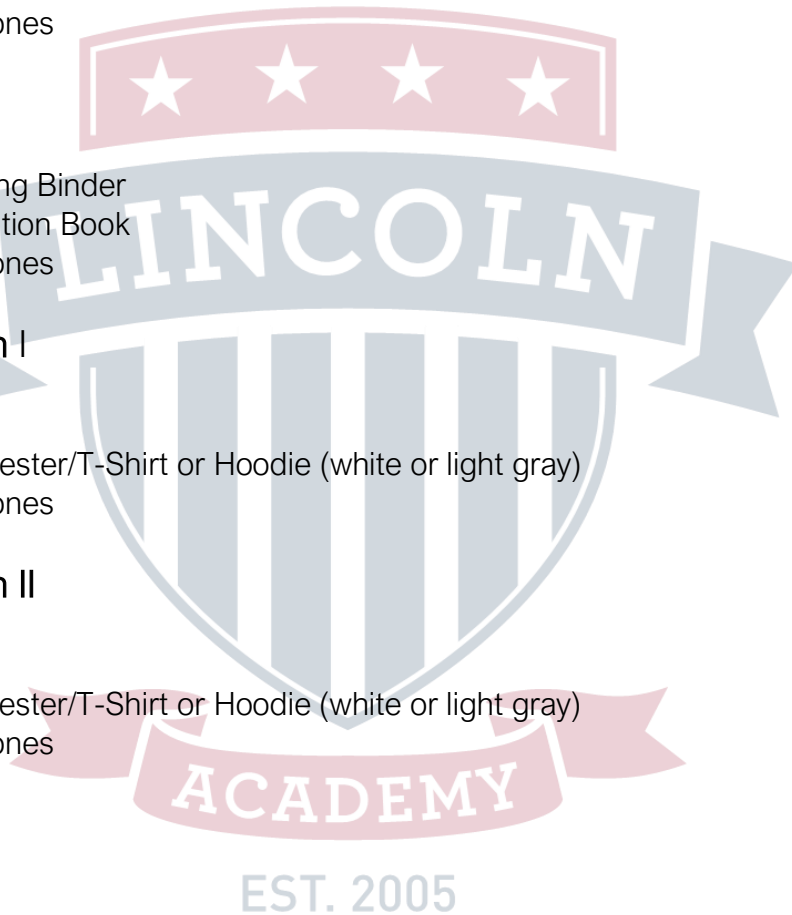 ones
ng Binder
tion Book
ones
LINCOLN
n I
ester/T-Shirt or Hoodie (white or light gray)
ones
n II
ester/T-Shirt or Hoodie (white or light gray)
ones
ACADEMY
EST. 2005